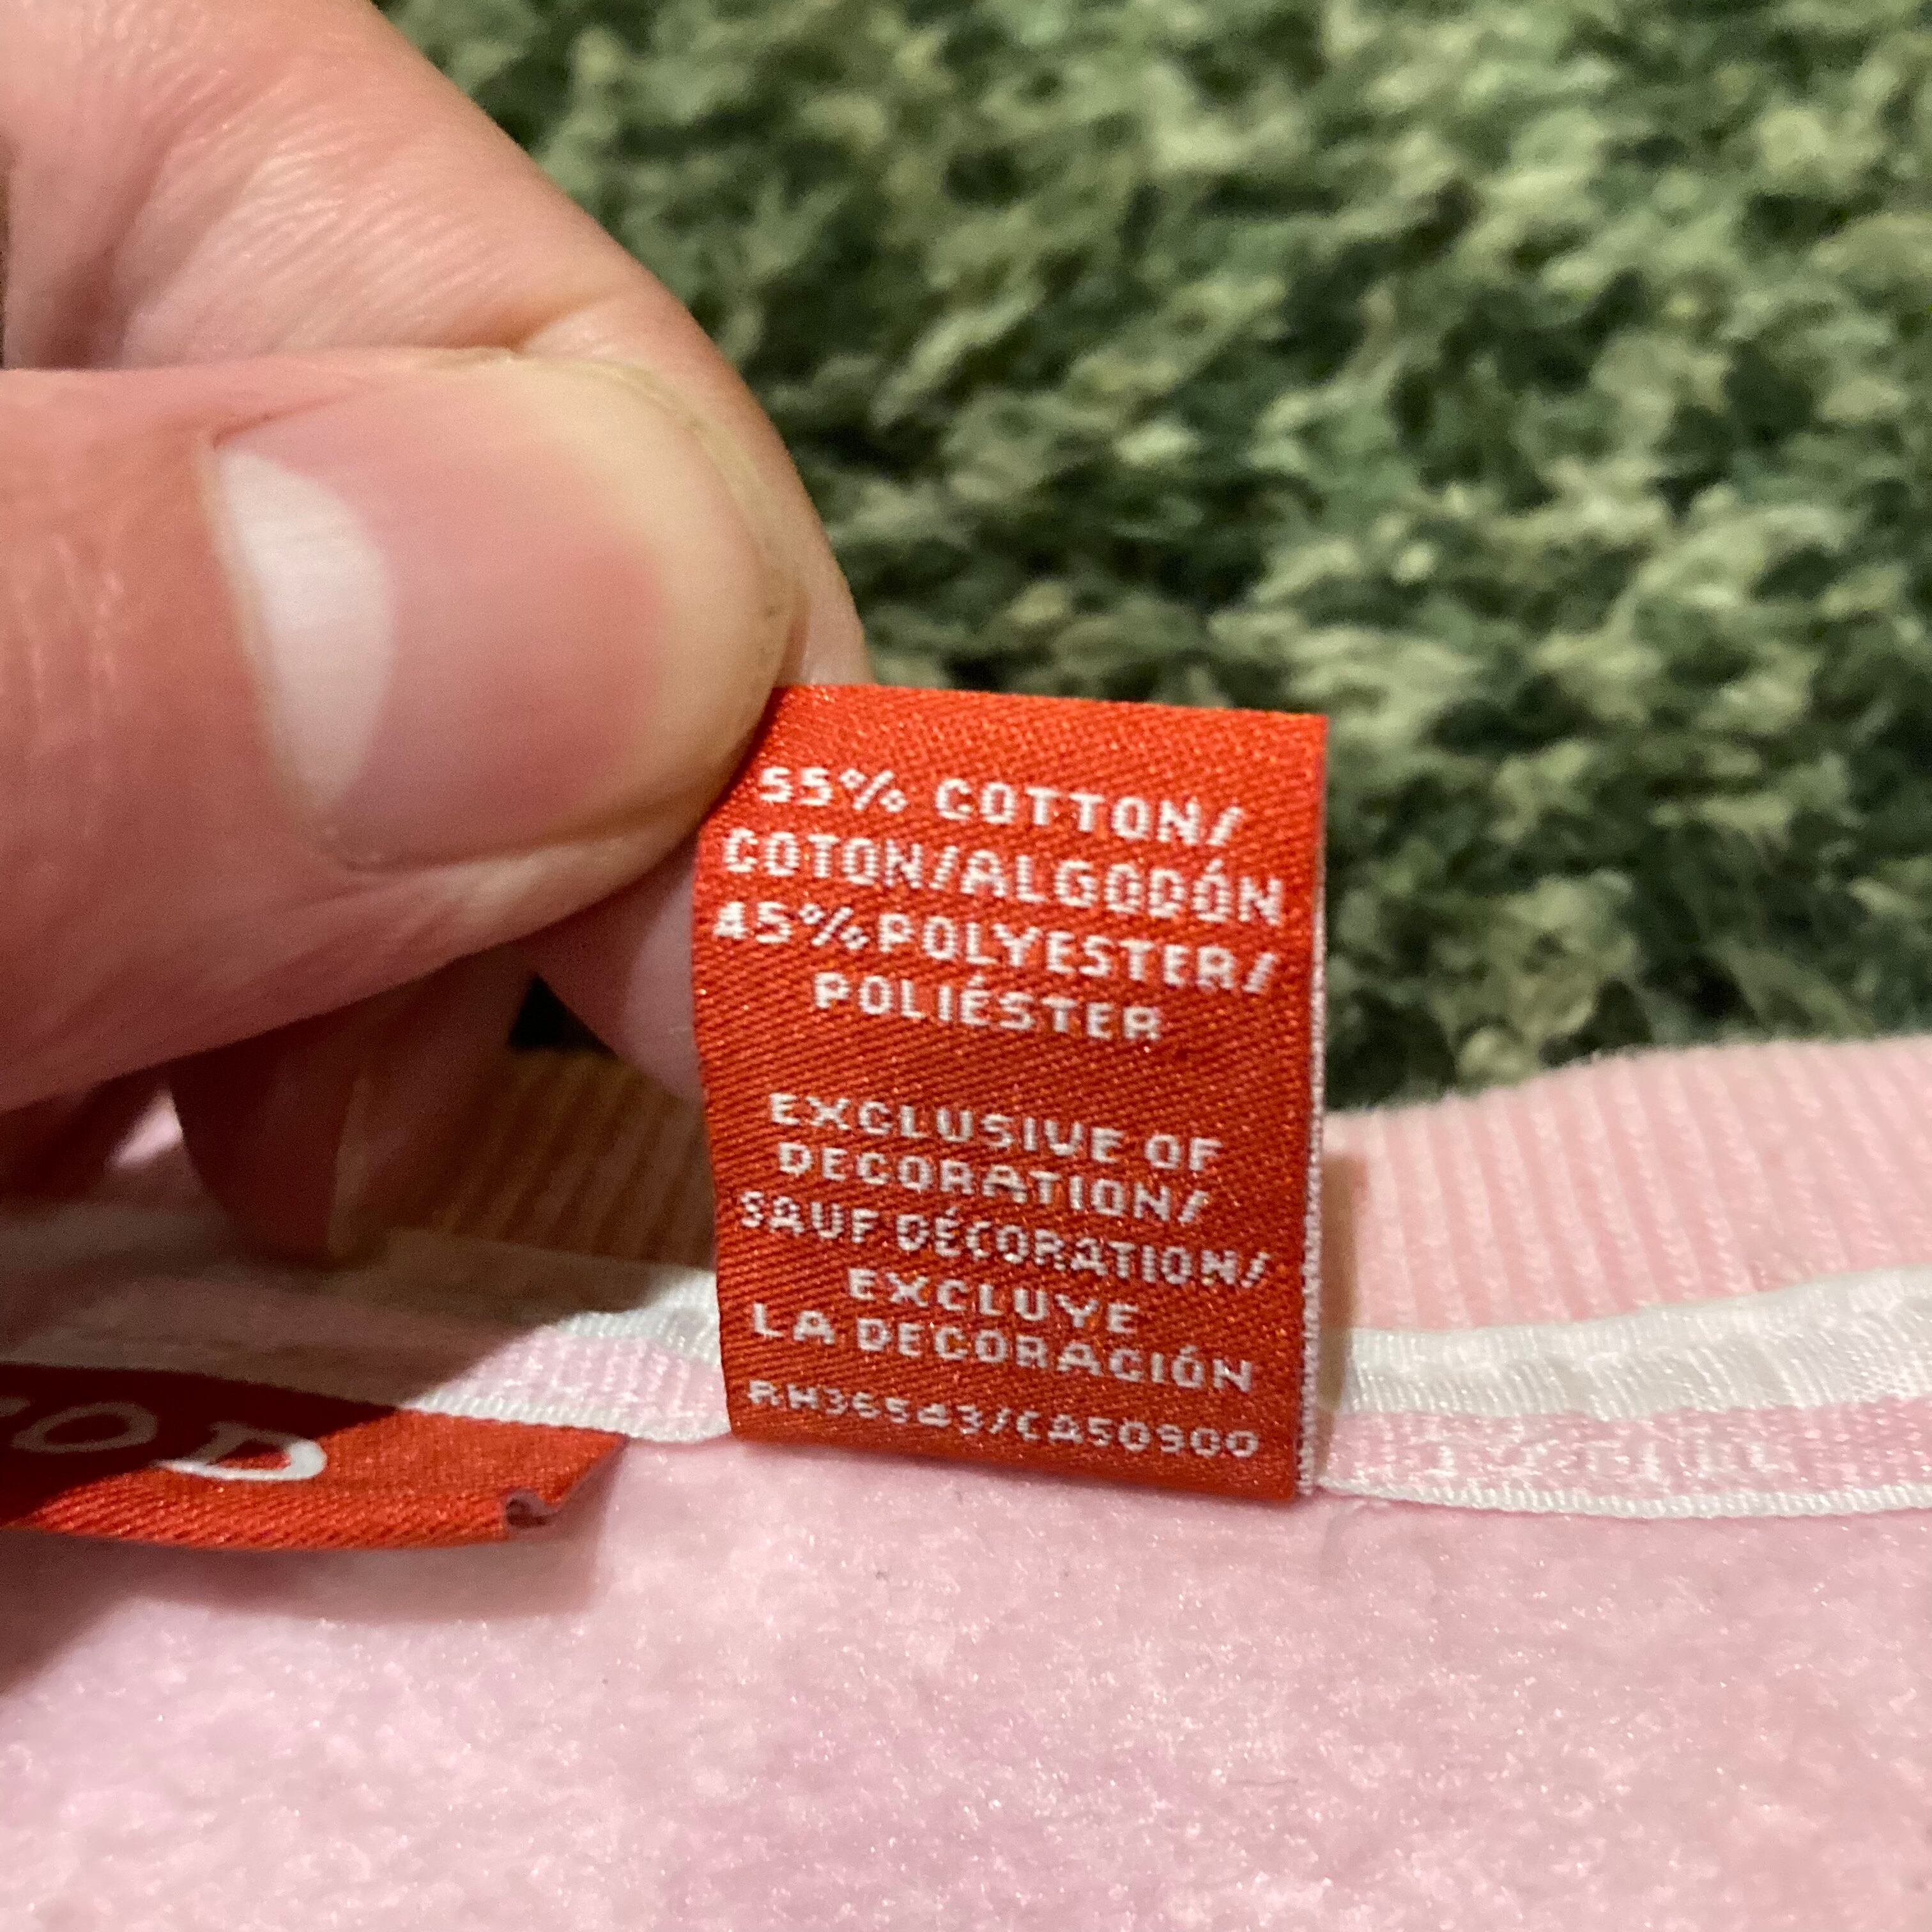 55% COTTON/
COTON/ALGODÓN
45% POLYESTER/
POLIÉSTER
EXCLUSIVE OF
DECORATION/
SAUF DÉCORATION/
EXCLUYE
LA DECORACIÓN
RN36543/CA50900